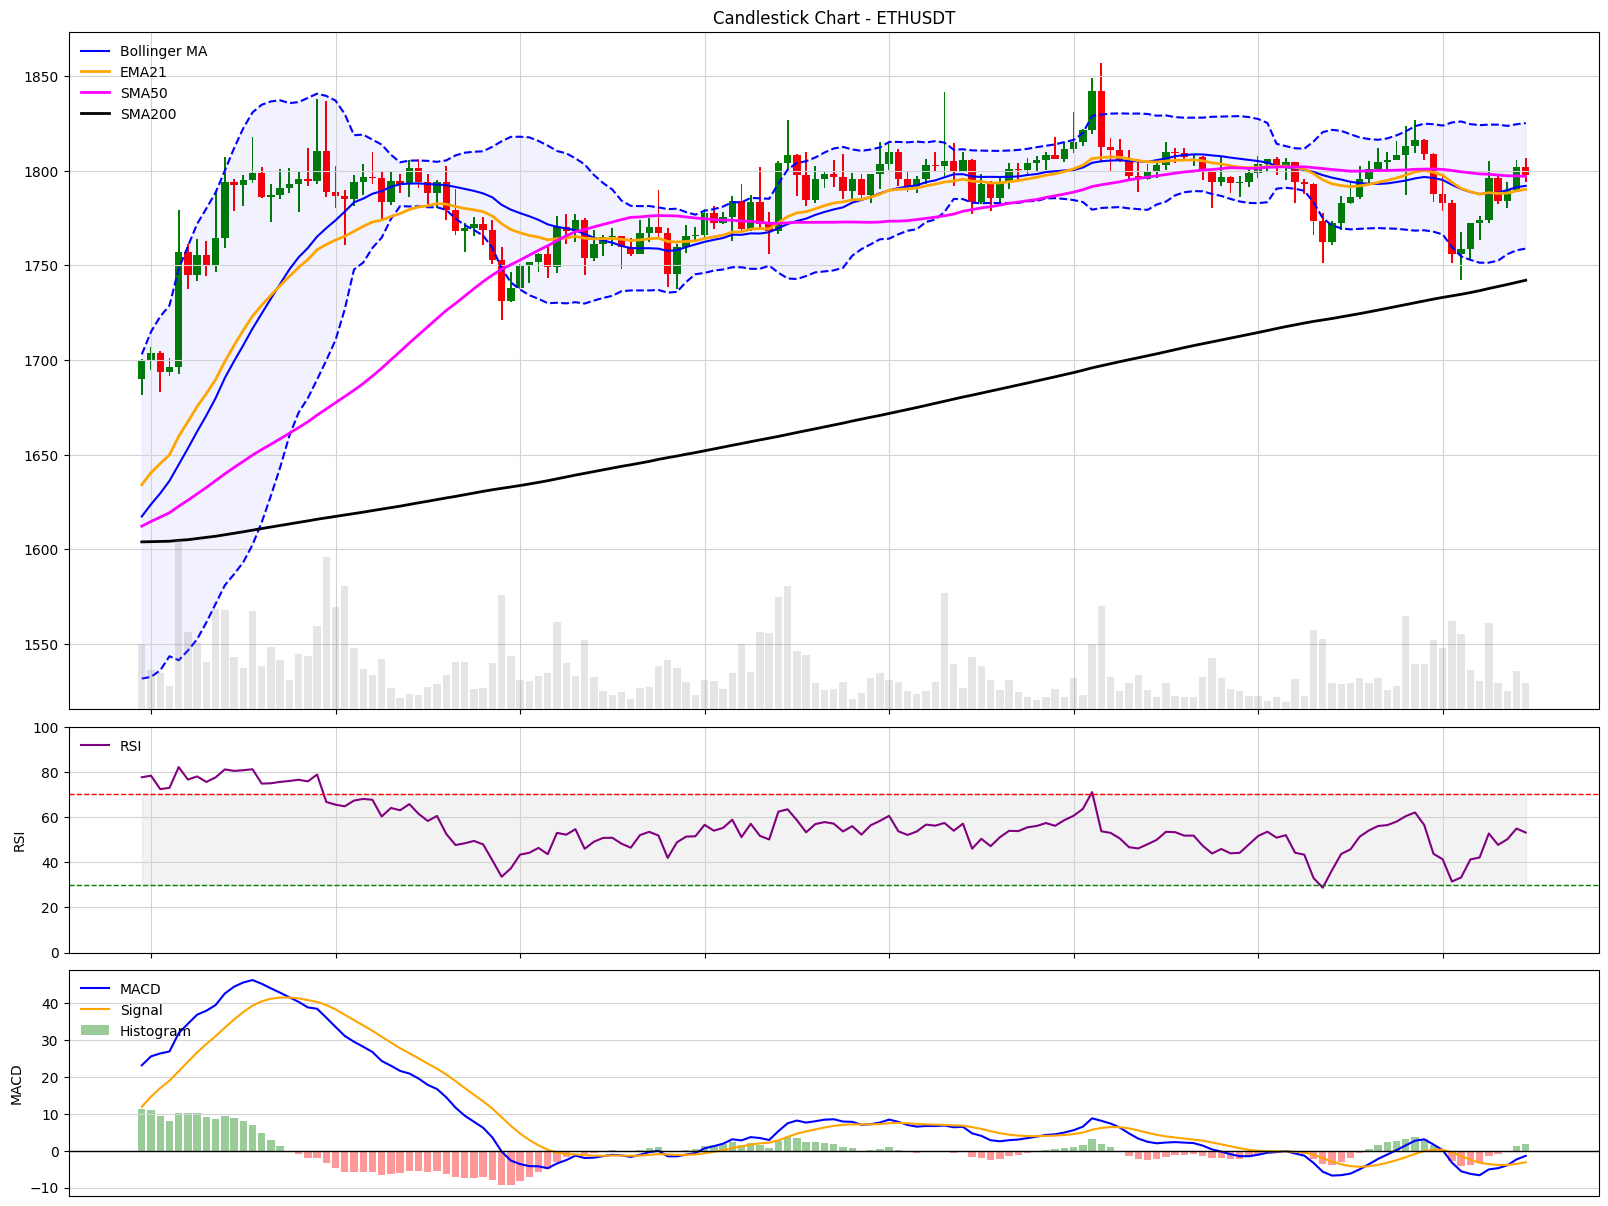 Candlestick Chart - ETHUSDT
Bollinger MA
EMA21
SMA50
SMA200
1850
1800
1750
1700
1650
1600
1550
RSI
RSI
100
80
60
40
20
0
MACD
Signal
Histogram
MACD
40
30
20
10
0
−10